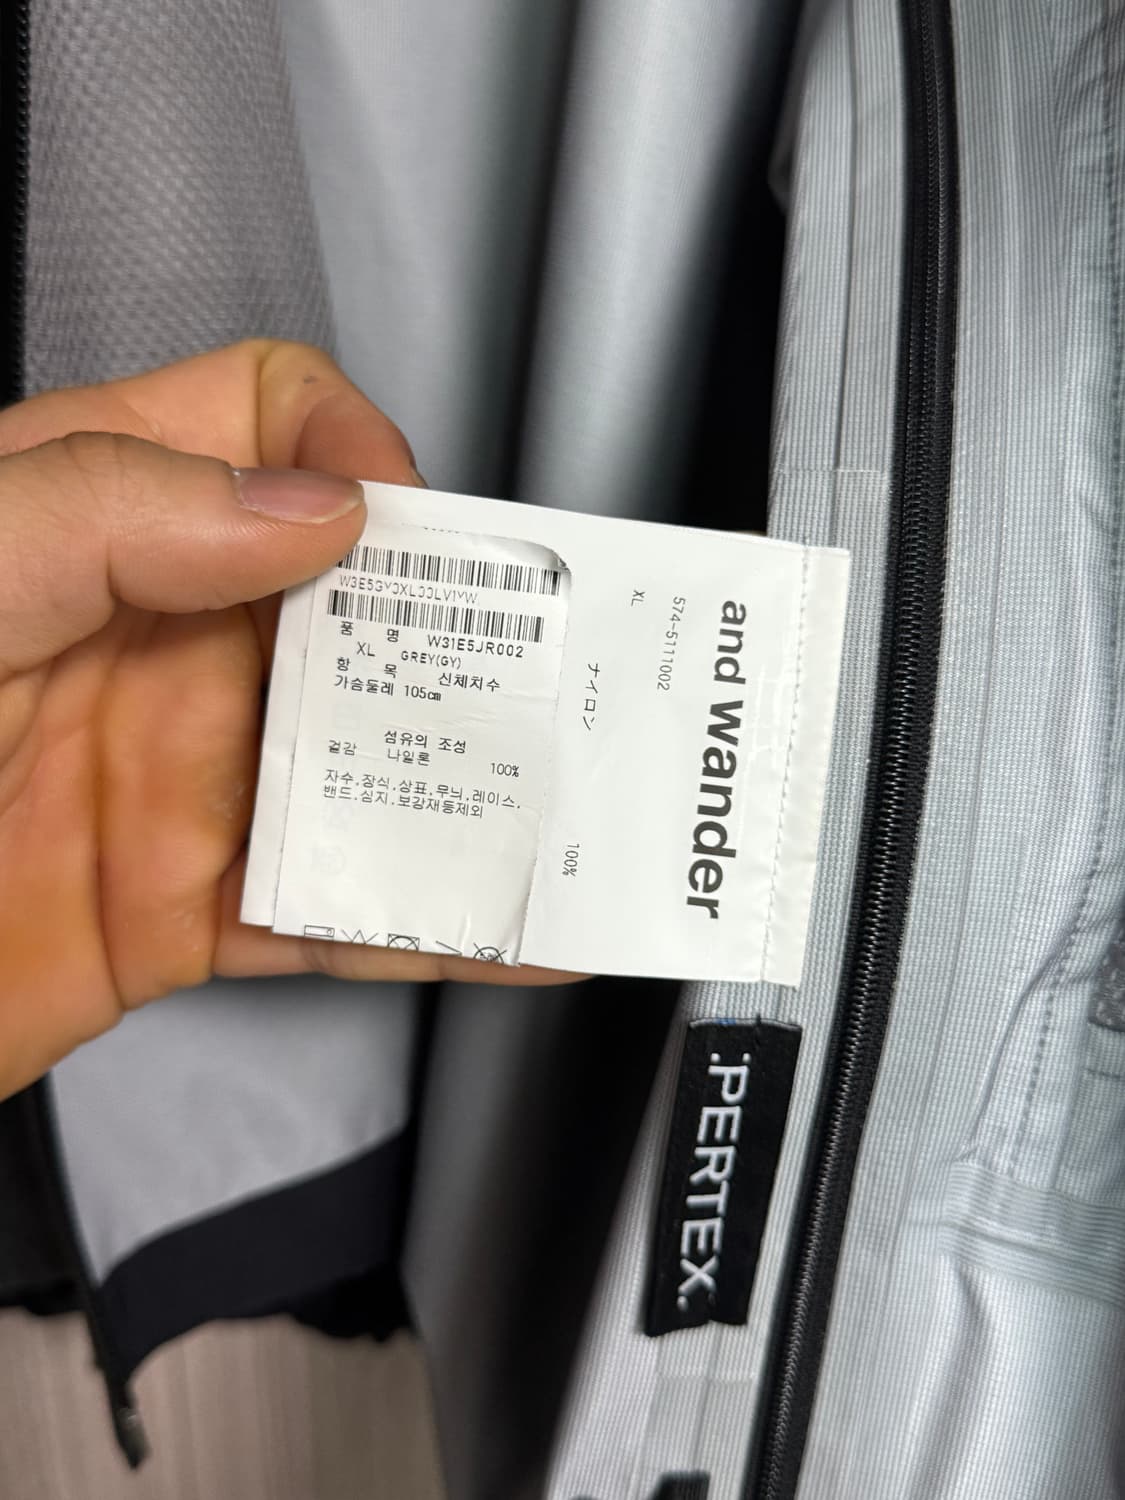 and wander
574-5111002
XL
ナイロン 100%
W31E5JR002
품 명
XL GREY(GY)
항 목 신체치수
가슴둘레 105㎝
섬유의 조성
겉감 나일론 100%
자수.장식.상표.무늬.레이스.
밴드.심지.보강재등제외
PERTEX.